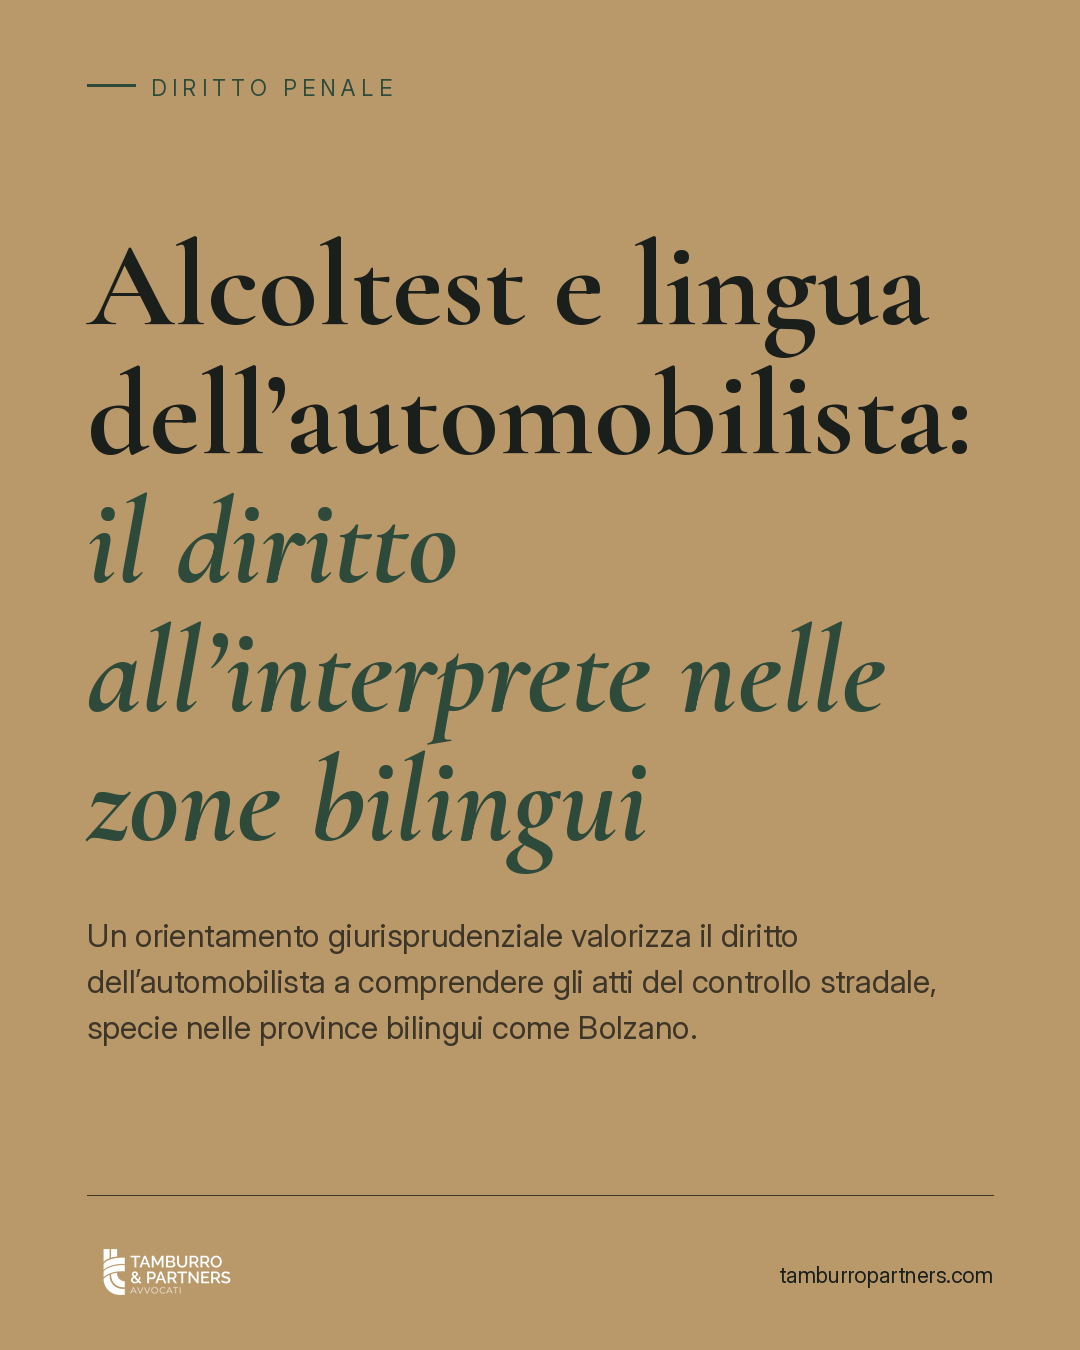 DIRITTO PENALE
Alcoltest e lingua
dell’automobilista:
il diritto
all’interprete nelle
zone bilingui
Un orientamento giurisprudenziale valorizza il diritto
dell’automobilista a comprendere gli atti del controllo stradale,
specie nelle province bilingui come Bolzano.
TAMBURRO
& PARTNERS
AVVOCATI
tamburropartners.com